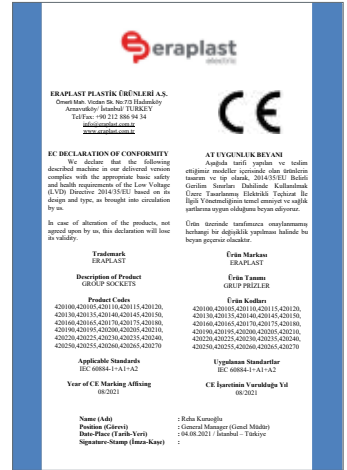 eraplast
electric
ERAPLAST PLASTİK ÜRÜNLERİ A.Ş.
Ömerli Mah. Vizdan Sk. No:7/3 Hadımköy
Arnavutköy/ İstanbul/ TURKEY
Tel/Fax: +90 212 886 94 34
info@eraplast.com.tr
www.eraplast.com.tr
CE
EC DECLARATION OF CONFORMITY
We declare that the following
described machine in our delivered version
complies with the appropriate basic safety
and health requirements of the Low Voltage
(LVD) Directive 2014/35/EU based on its
design and type, as brought into circulation
by us.
In case of alteration of the products, not
agreed upon by us, this declaration will lose
its validity.
Trademark
ERAPLAST
Description of Product
GROUP SOCKETS
Product Codes
420100,420105,420110,420115,420120,
420130,420135,420140,420145,420150,
420160,420165,420170,420175,420180,
420190,420195,420200,420205,420210,
420220,420225,420230,420235,420240,
420250,420255,420260,420265,420270
Applicable Standards
IEC 60884-1+A1+A2
Year of CE Marking Affixing
08/2021
AT UYGUNLUK BEYANI
Aşağıda tarifi yapılan ve teslim
ettiğimiz modeller içerisinde olan ürünlerin
tasarım ve tip olarak, 2014/35/EU Belirli
Gerilim Sınırları Dahilinde Kullanılmak
Üzere Tasarlanmış Elektrikli Teçhizat İle
İlgili Yönetmeliğinin temel emniyet ve sağlık
şartlarına uygun olduğunu beyan ediyoruz.
Ürün üzerinde tarafımızca onaylanmamış
herhangi bir değişiklik yapılması halinde bu
beyan geçersiz olacaktır.
Ürün Markası
ERAPLAST
Ürün Tanımı
GRUP PRİZLER
Ürün Kodları
420100,420105,420110,420115,420120,
420130,420135,420140,420145,420150,
420160,420165,420170,420175,420180,
420190,420195,420200,420205,420210,
420220,420225,420230,420235,420240,
420250,420255,420260,420265,420270
Uygulanan Standartlar
IEC 60884-1+A1+A2
CE İşaretinin Vurulduğu Yıl
08/2021
Name (Adı) : Reha Kuruoğlu
Position (Görevi) : General Manager (Genel Müdür)
Date-Place (Tarih-Yeri) : 04.08.2021 / İstanbul – Türkiye
Signature-Stamp (İmza-Kaşe) :